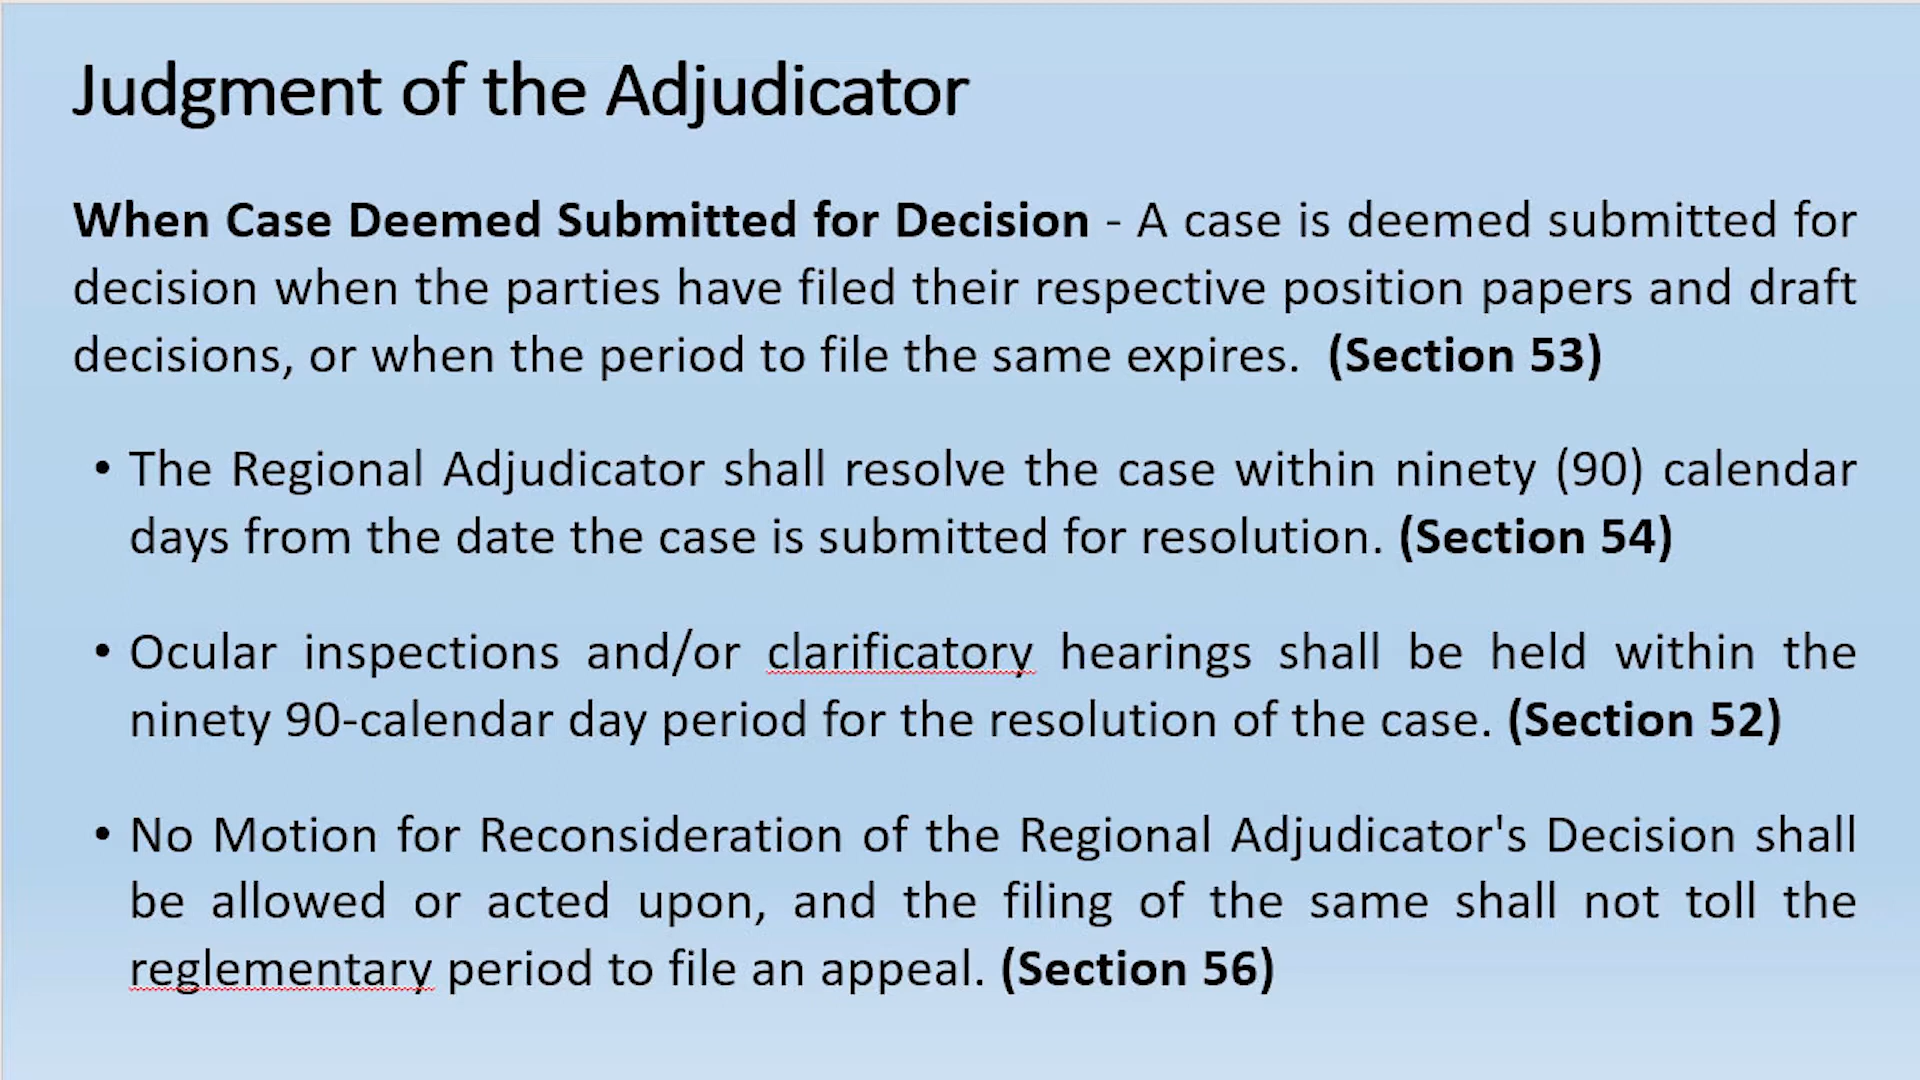 Judgment of the Adjudicator
When Case Deemed Submitted for Decision - A case is deemed submitted for
decision when the parties have filed their respective position papers and draft
decisions, or when the period to file the same expires. (Section 53)
• The Regional Adjudicator shall resolve the case within ninety (90) calendar
days from the date the case is submitted for resolution. (Section 54)
• Ocular inspections and/or clarificatory hearings shall be held within the
ninety 90-calendar day period for the resolution of the case. (Section 52)
• No Motion for Reconsideration of the Regional Adjudicator's Decision shall
be allowed or acted upon, and the filing of the same shall not toll the
reglementary period to file an appeal. (Section 56)